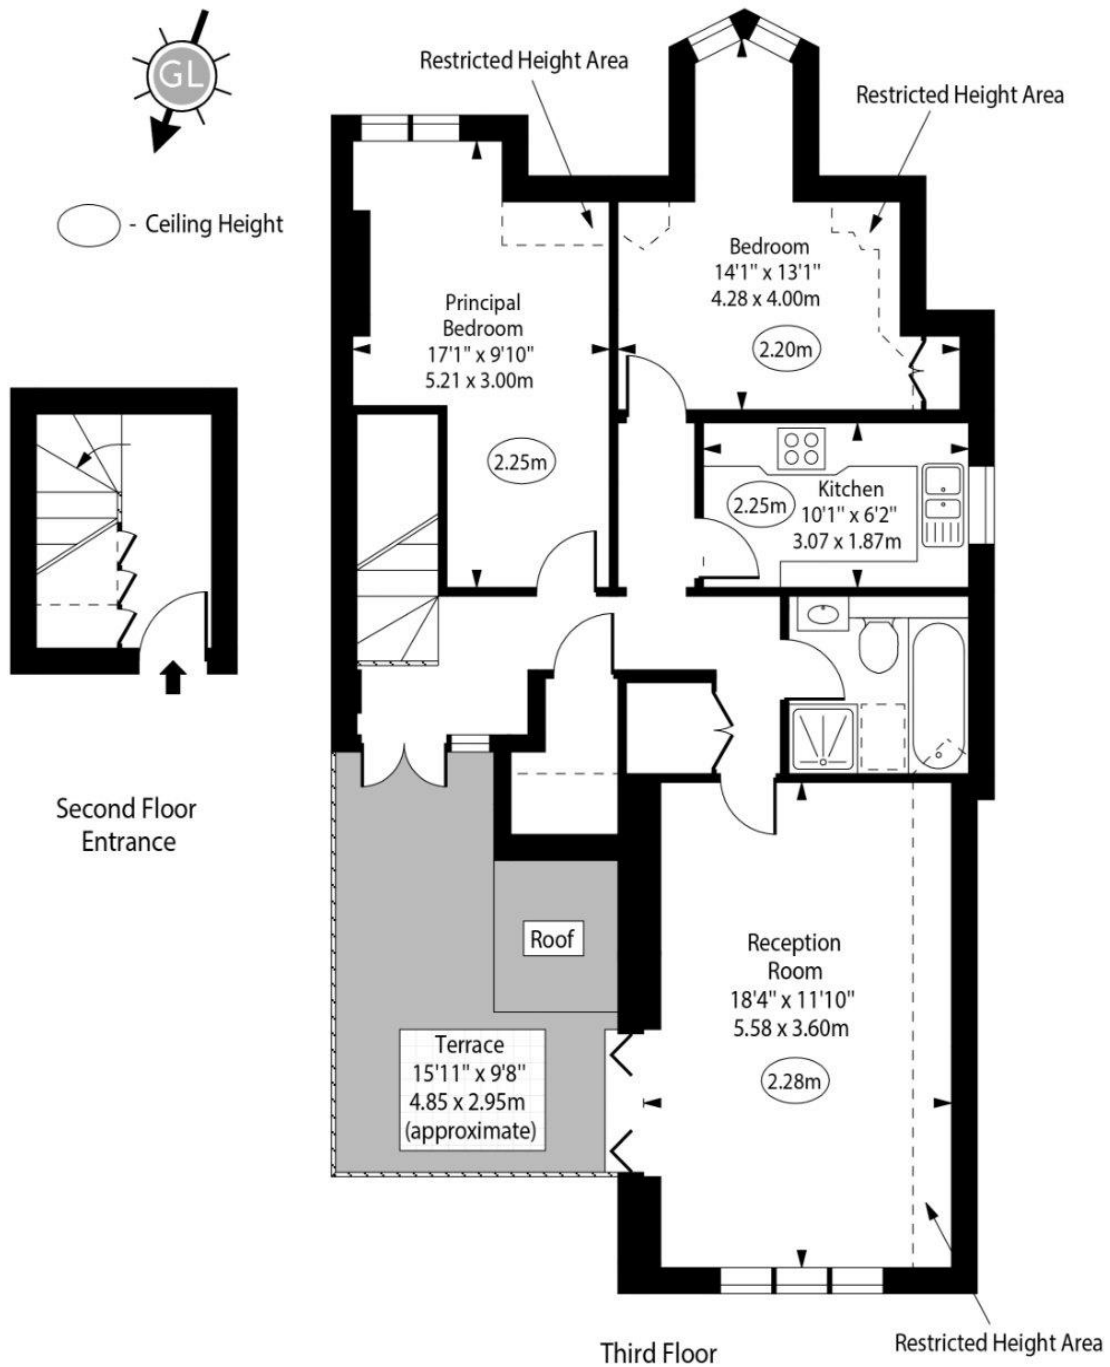 GL
Restricted Height Area
Restricted Height Area
- Ceiling Height
Bedroom
14'1" x 13'1"
4.28 x 4.00m
2.20m
Principal
Bedroom
17'1" x 9'10"
5.21 x 3.00m
2.25m
Kitchen
10'1" x 6'2"
3.07 x 1.87m
2.25m
Second Floor
Entrance
Roof
Reception
Room
18'4" x 11'10"
5.58 x 3.60m
2.28m
Terrace
15'11" x 9'8"
4.85 x 2.95m
(approximate)
Third Floor
Restricted Height Area